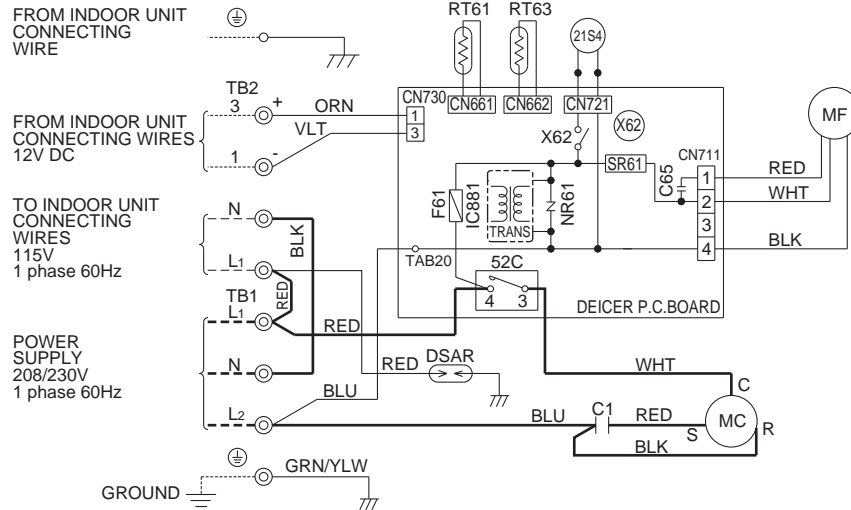 FROM INDOOR UNIT
CONNECTING
WIRE
RT61
RT63
21S4
TB2
3
+
ORN
CN730
CN661
CN662
CN721
X62
MF
FROM INDOOR UNIT
CONNECTING WIRES
12V DC
VLT
1
3
1
-
X62
SR61
C65
CN711
1
2
3
4
RED
WHT
BLK
TO INDOOR UNIT
CONNECTING
WIRES
115V
1 phase 60Hz
N
L1
BLK
RED
F61
IC881
TRANS
NR61
TAB20
52C
4
3
DEICER P.C.BOARD
TB1
L1
RED
POWER
SUPPLY
208/230V
1 phase 60Hz
N
RED
DSAR
WHT
L2
BLU
BLU
C1
RED
BLK
C
S
R
MC
GRN/YLW
GROUND